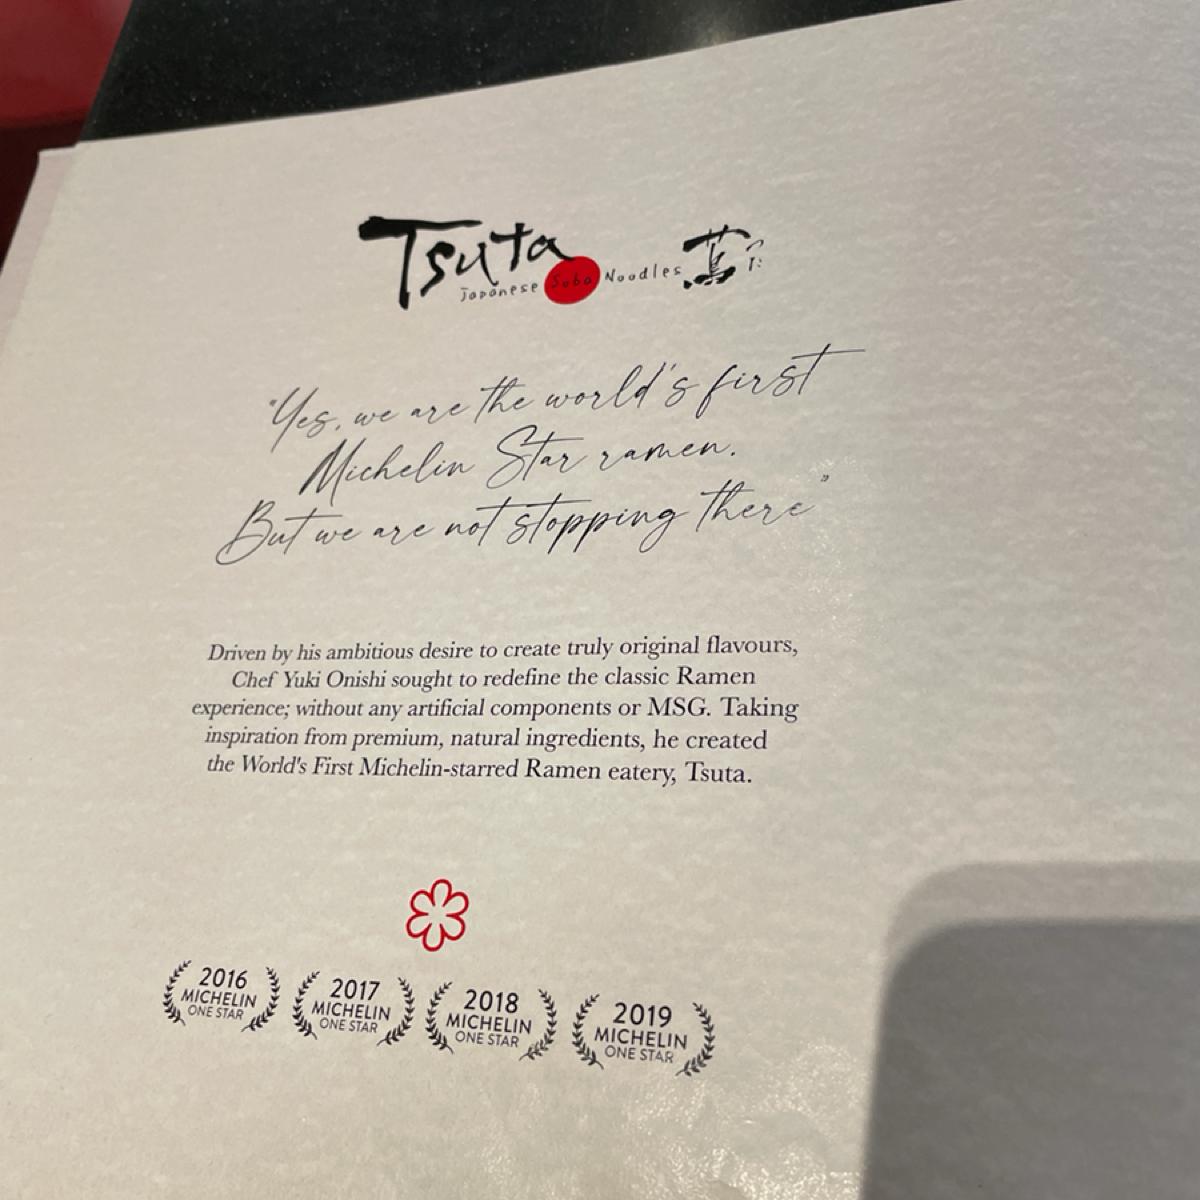 Tsuta
Japanese Soba Noodles
蔦
"Yes, we are the world's first
Michelin Star ramen.
But we are not stopping there"
Driven by his ambitious desire to create truly original flavours,
Chef Yuki Onishi sought to redefine the classic Ramen
experience; without any artificial components or MSG. Taking
inspiration from premium, natural ingredients, he created
the World's First Michelin-starred Ramen eatery, Tsuta.
2016
MICHELIN
ONE STAR
2017
MICHELIN
ONE STAR
2018
MICHELIN
ONE STAR
2019
MICHELIN
ONE STAR